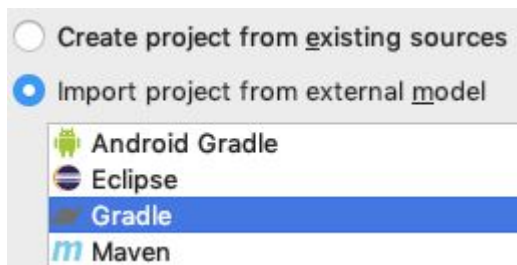 Create project from existing sources
Import project from external model
Android Gradle
Eclipse
Gradle
Maven